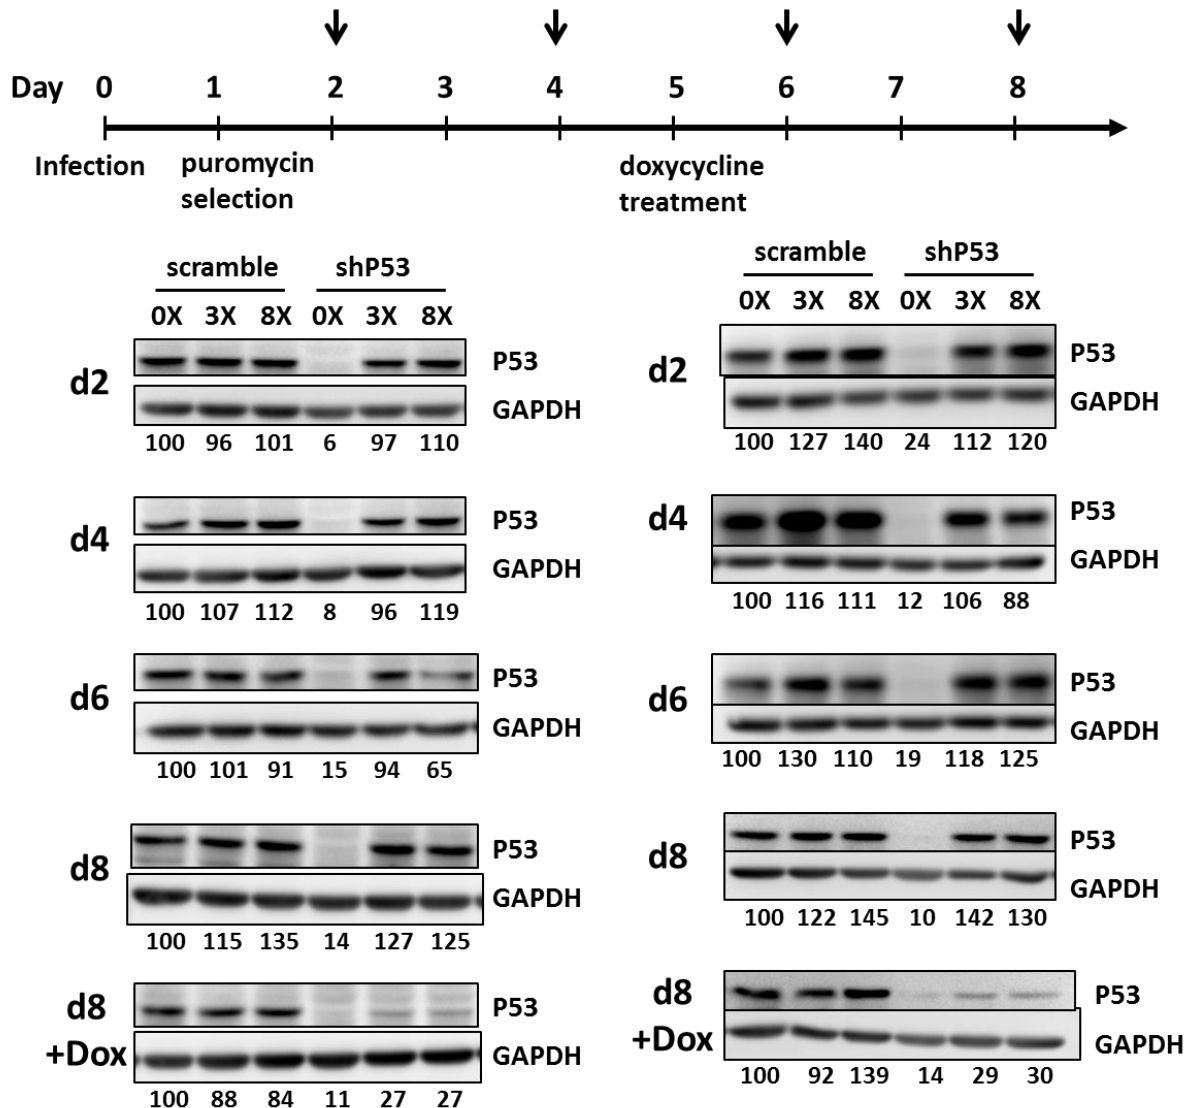 Day 0 1 2 3 4 5 6 7 8
Infection
puromycin
selection
doxycycline
treatment
scramble shP53
0X 3X 8X 0X 3X 8X
d2
P53
GAPDH
100 96 101 6 97 110
d4
P53
GAPDH
100 107 112 8 96 119
d6
P53
GAPDH
100 101 91 15 94 65
d8
P53
GAPDH
100 115 135 14 127 125
d8
+Dox
P53
GAPDH
100 88 84 11 27 27
scramble shP53
0X 3X 8X 0X 3X 8X
d2
P53
GAPDH
100 127 140 24 112 120
d4
P53
GAPDH
100 116 111 12 106 88
d6
P53
GAPDH
100 130 110 19 118 125
d8
P53
GAPDH
100 122 145 10 142 130
d8
+Dox
P53
GAPDH
100 92 139 14 29 30